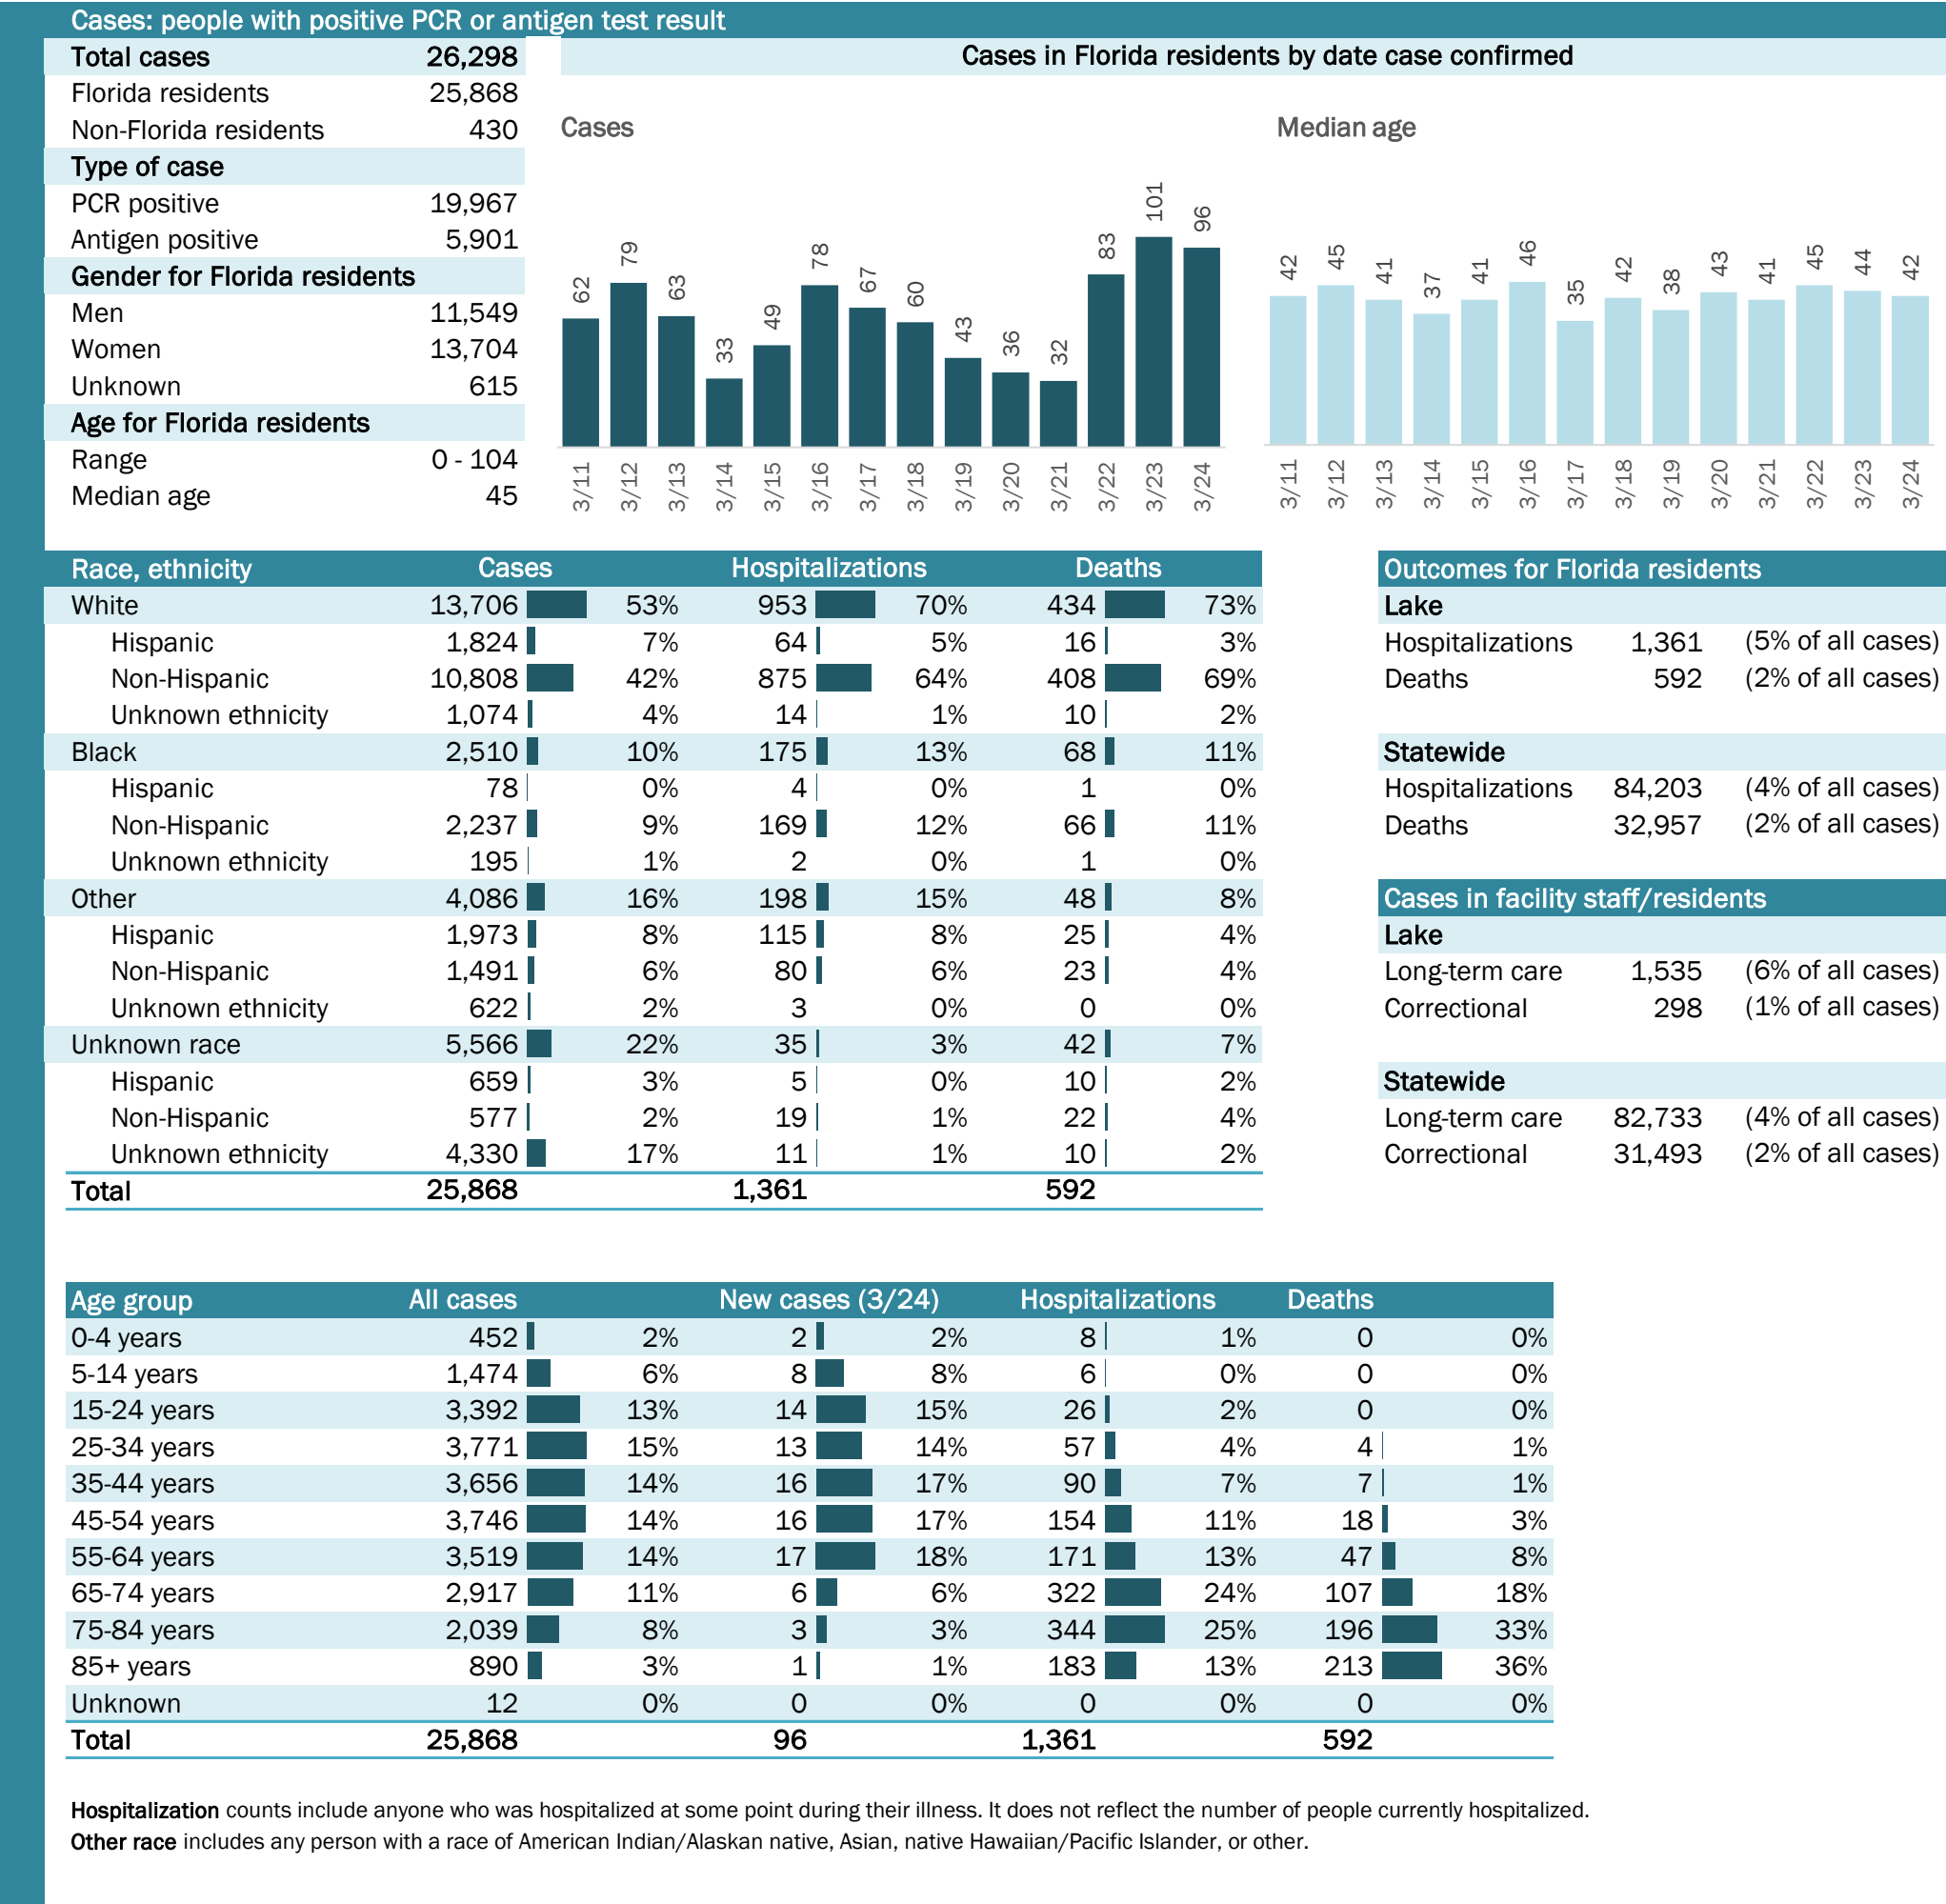 Cases: people with positive PCR or antigen test result
Total cases 26,298
Florida residents 25,868
Non-Florida residents 430
Type of case
PCR positive 19,967
Antigen positive 5,901
Gender for Florida residents
Men 11,549
Women 13,704
Unknown 615
Age for Florida residents
Range 0 - 104
Median age 45
Cases in Florida residents by date case confirmed
Cases
62 79 63 33 49 78 67 60 43 36 32 83 101 96
3/11 3/12 3/13 3/14 3/15 3/16 3/17 3/18 3/19 3/20 3/21 3/22 3/23 3/24
Median age
42 45 41 37 41 46 35 42 38 43 41 45 44 42
3/11 3/12 3/13 3/14 3/15 3/16 3/17 3/18 3/19 3/20 3/21 3/22 3/23 3/24
Race, ethnicity Cases Hospitalizations Deaths
White 13,706 53% 953 70% 434 73%
Hispanic 1,824 7% 64 5% 16 3%
Non-Hispanic 10,808 42% 875 64% 408 69%
Unknown ethnicity 1,074 4% 14 1% 10 2%
Black 2,510 10% 175 13% 68 11%
Hispanic 78 0% 4 0% 1 0%
Non-Hispanic 2,237 9% 169 12% 66 11%
Unknown ethnicity 195 1% 2 0% 1 0%
Other 4,086 16% 198 15% 48 8%
Hispanic 1,973 8% 115 8% 25 4%
Non-Hispanic 1,491 6% 80 6% 23 4%
Unknown ethnicity 622 2% 3 0% 0 0%
Unknown race 5,566 22% 35 3% 42 7%
Hispanic 659 3% 5 0% 10 2%
Non-Hispanic 577 2% 19 1% 22 4%
Unknown ethnicity 4,330 17% 11 1% 10 2%
Total 25,868 1,361 592
Outcomes for Florida residents
Lake
Hospitalizations 1,361 (5% of all cases)
Deaths 592 (2% of all cases)
Statewide
Hospitalizations 84,203 (4% of all cases)
Deaths 32,957 (2% of all cases)
Cases in facility staff/residents
Lake
Long-term care 1,535 (6% of all cases)
Correctional 298 (1% of all cases)
Statewide
Long-term care 82,733 (4% of all cases)
Correctional 31,493 (2% of all cases)
Age group All cases New cases (3/24) Hospitalizations Deaths
0-4 years 452 2% 2 2% 8 1% 0 0%
5-14 years 1,474 6% 8 8% 6 0% 0 0%
15-24 years 3,392 13% 14 15% 26 2% 0 0%
25-34 years 3,771 15% 13 14% 57 4% 4 1%
35-44 years 3,656 14% 16 17% 90 7% 7 1%
45-54 years 3,746 14% 16 17% 154 11% 18 3%
55-64 years 3,519 14% 17 18% 171 13% 47 8%
65-74 years 2,917 11% 6 6% 322 24% 107 18%
75-84 years 2,039 8% 3 3% 344 25% 196 33%
85+ years 890 3% 1 1% 183 13% 213 36%
Unknown 12 0% 0 0% 0 0% 0 0%
Total 25,868 96 1,361 592
Hospitalization counts include anyone who was hospitalized at some point during their illness. It does not reflect the number of people currently hospitalized.
Other race includes any person with a race of American Indian/Alaskan native, Asian, native Hawaiian/Pacific Islander, or other.